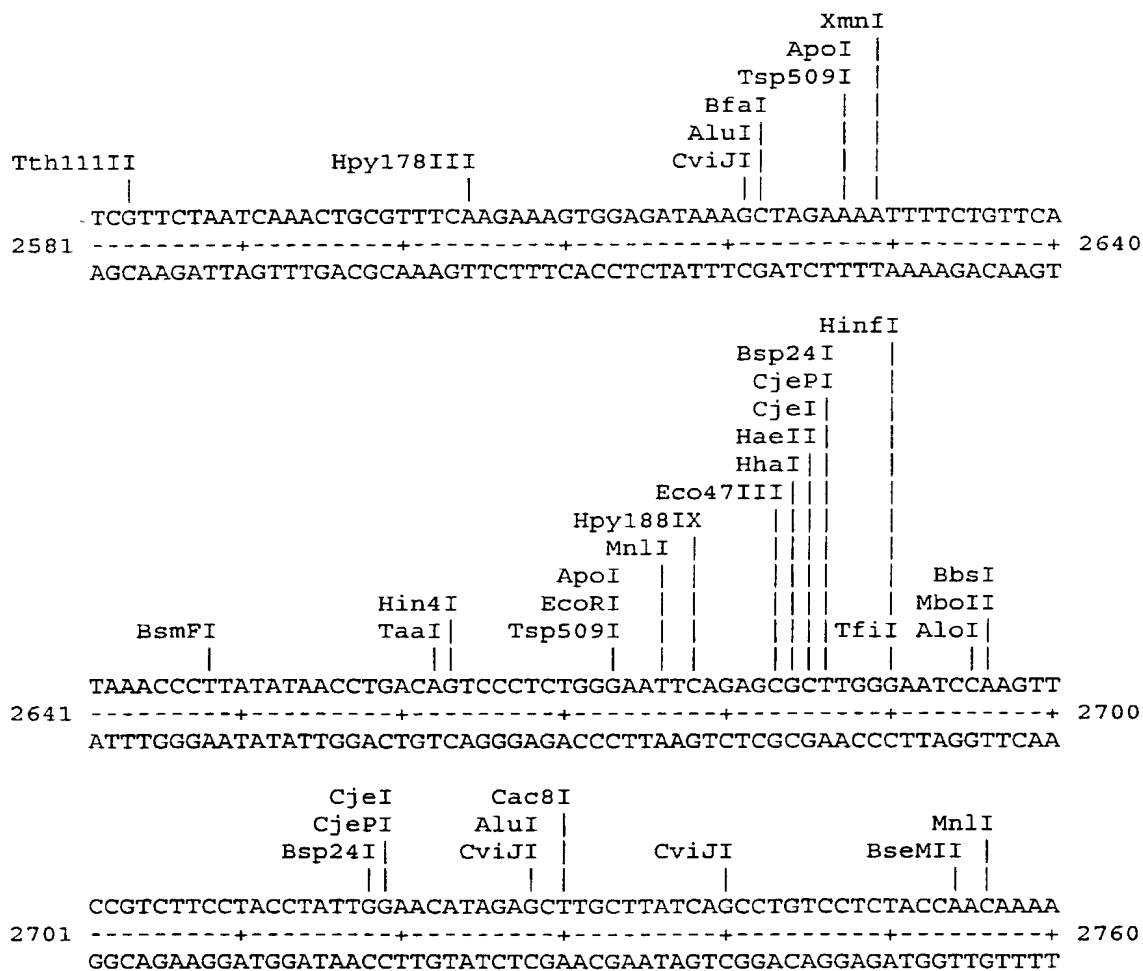 XmnI
ApoI |
Tsp509I |
BfaI | |
AluI | | |
Tth111II Hpy178III CviJI | | |
| | | | | |
TCGTTCTAATCAAACTGCGTTTCAAGAAAGTGGAGATAAAGCTAGAAAATTTTCTGTTCA
2581 ---------+---------+---------+---------+---------+---------+ 2640
AGCAAGATTAGTTTGACGCAAAGTTCTTTCACCTCTATTTCGATCTTTTAAAAGACAAGT
HinfI
Bsp24I |
CjePI |
CjeI | |
HaeII | | |
HhaI | | | |
Eco47III | | | | |
Hpy188IX | | | | |
MnlI | | | | | |
ApoI | | | | | | | BbsI
Hin4I EcoRI | | | | | | | MboII
BsmFI TaaI | Tsp509I | | | | | | TfiI | AloI |
| | | | | | | | | | | | |
TAAACCCTTATATAACCTGACAGTCCCTCTGGGAATTCAGAGCGCTTGGGAATCCAAGTT
2641 ---------+---------+---------+---------+---------+---------+ 2700
ATTTGGGAATATATTGGACTGTCAGGGAGACCCTTAAGTCTCGCGAACCCTTAGGTTCAA
CjeI Cac8I
CjePI AluI | MnlI
Bsp24I | CviJI | CviJI BseMII |
| | | | | | |
CCGTCTTCCTACCTATTGGAACATAGAGCTTGCTTATCAGCCTGTCCTCTACCAACAAAA
2701 ---------+---------+---------+---------+---------+---------+ 2760
GGCAGAAGGATGGATAACCTTGTATCTCGAACGAATAGTCGGACAGGAGATGGTTGTTTT